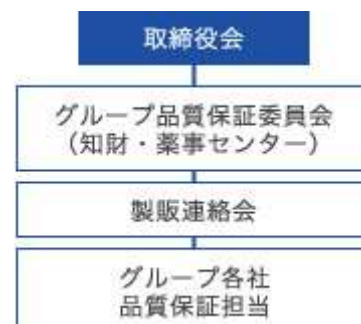 取締役会
グループ品質保証委員会
（知財・薬事センター）
製販連絡会
グループ各社
品質保証担当